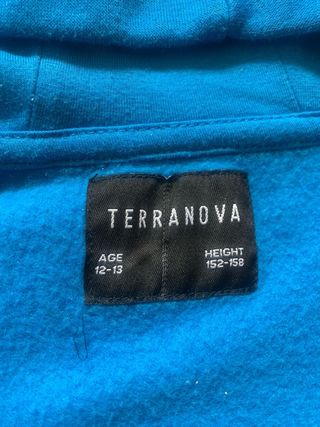 TERRANOVA
AGE HEIGHT
12-13 152-158